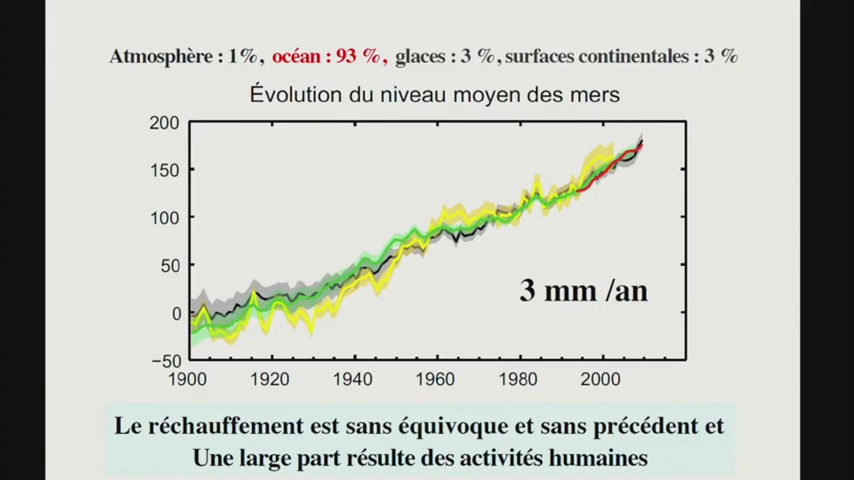 Atmosphère : 1%, océan : 93 %, glaces : 3 %, surfaces continentales : 3 %
Évolution du niveau moyen des mers
200
150
100
50
0
−50
3 mm /an
1900 1920 1940 1960 1980 2000
Le réchauffement est sans équivoque et sans précédent et
Une large part résulte des activités humaines